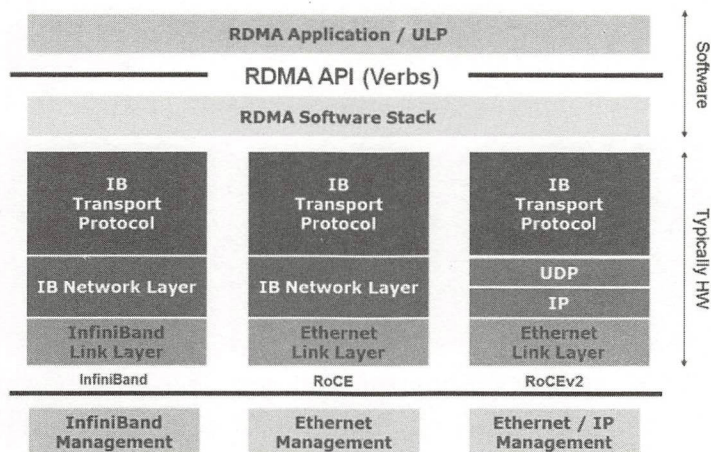 RDMA Application / ULP
RDMA API (Verbs)
RDMA Software Stack
Software
IB
Transport
Protocol
IB
Transport
Protocol
IB
Transport
Protocol
IB Network Layer
IB Network Layer
UDP
IP
InfiniBand
Link Layer
Ethernet
Link Layer
Ethernet
Link Layer
Typically HW
InfiniBand
RoCE
RoCEv2
InfiniBand
Management
Ethernet
Management
Ethernet / IP
Management